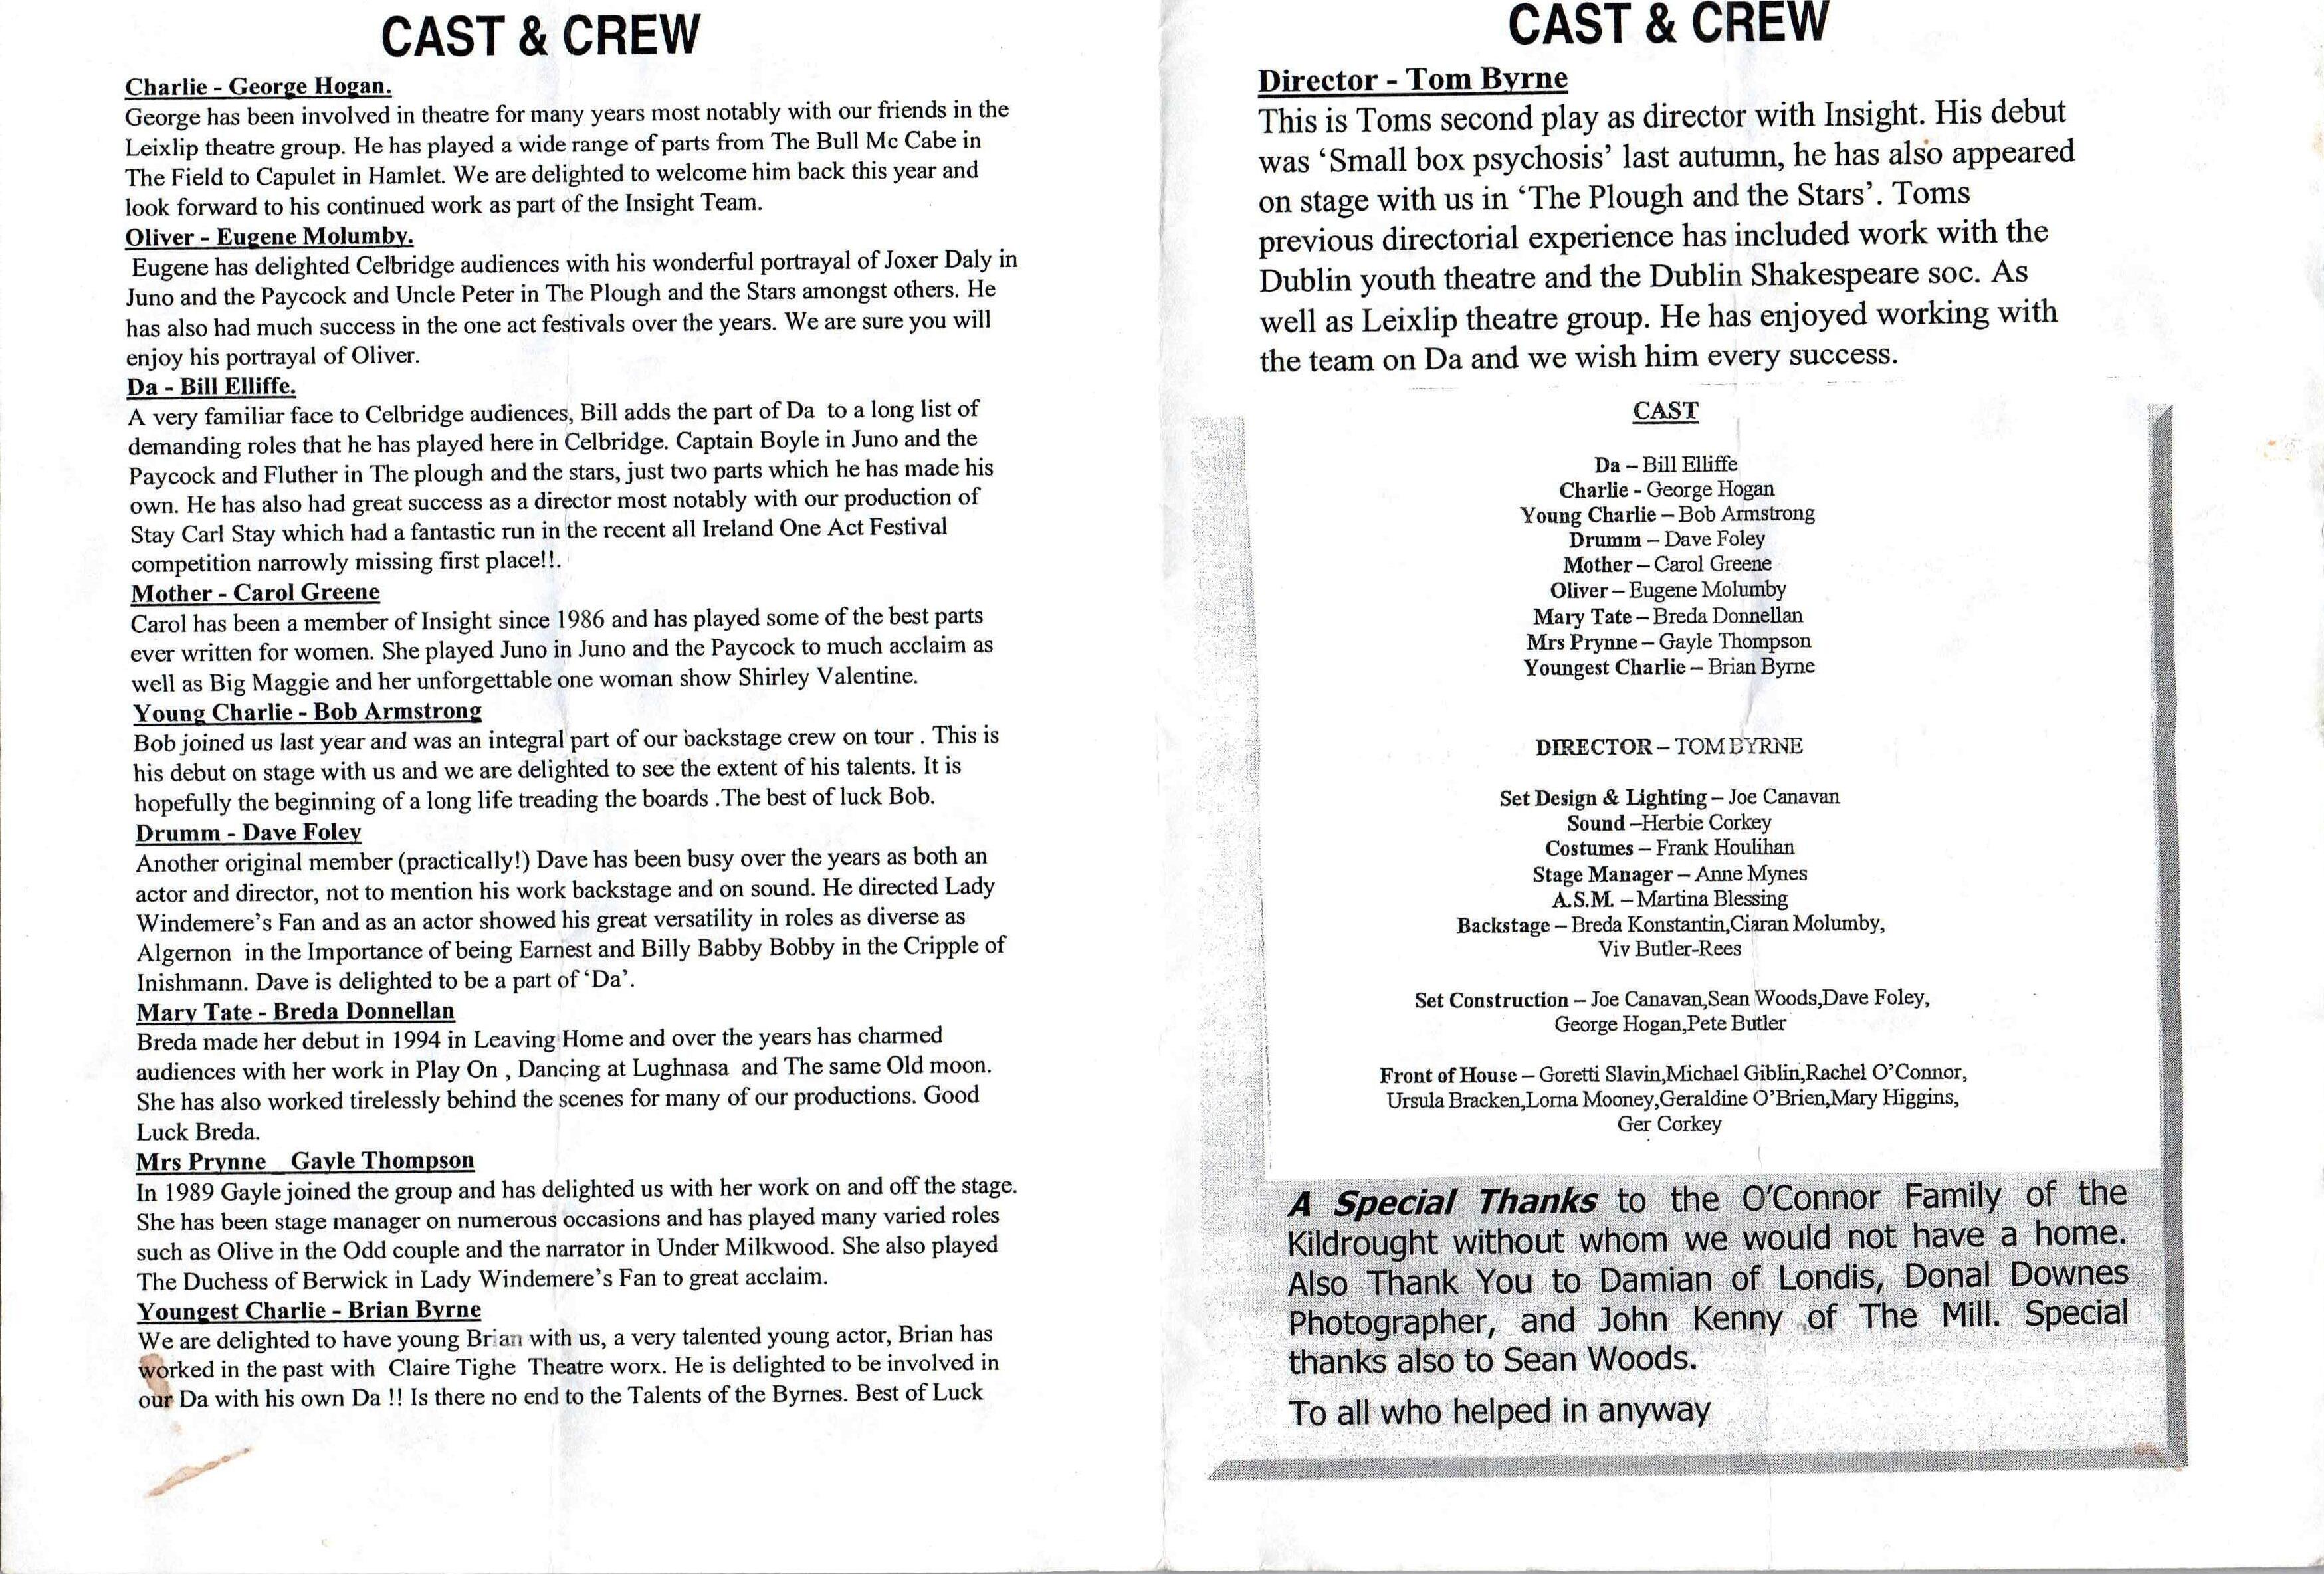 CAST & CREW
Charlie - George Hogan.
George has been involved in theatre for many years most notably with our friends in the
Leixlip theatre group. He has played a wide range of parts from The Bull Mc Cabe in
The Field to Capulet in Hamlet. We are delighted to welcome him back this year and
look forward to his continued work as part of the Insight Team.
Oliver - Eugene Molumby.
Eugene has delighted Celbridge audiences with his wonderful portrayal of Joxer Daly in
Juno and the Paycock and Uncle Peter in The Plough and the Stars amongst others. He
has also had much success in the one act festivals over the years. We are sure you will
enjoy his portrayal of Oliver.
Da - Bill Elliffe.
A very familiar face to Celbridge audiences, Bill adds the part of Da to a long list of
demanding roles that he has played here in Celbridge. Captain Boyle in Juno and the
Paycock and Fluther in The plough and the stars, just two parts which he has made his
own. He has also had great success as a director most notably with our production of
Stay Carl Stay which had a fantastic run in the recent all Ireland One Act Festival
competition narrowly missing first place!!.
Mother - Carol Greene
Carol has been a member of Insight since 1986 and has played some of the best parts
ever written for women. She played Juno in Juno and the Paycock to much acclaim as
well as Big Maggie and her unforgettable one woman show Shirley Valentine.
Young Charlie - Bob Armstrong
Bob joined us last year and was an integral part of our backstage crew on tour . This is
his debut on stage with us and we are delighted to see the extent of his talents. It is
hopefully the beginning of a long life treading the boards .The best of luck Bob.
Drumm - Dave Foley
Another original member (practically!) Dave has been busy over the years as both an
actor and director, not to mention his work backstage and on sound. He directed Lady
Windemere's Fan and as an actor showed his great versatility in roles as diverse as
Algernon in the Importance of being Earnest and Billy Babby Bobby in the Cripple of
Inishmann. Dave is delighted to be a part of 'Da'.
Mary Tate - Breda Donnellan
Breda made her debut in 1994 in Leaving Home and over the years has charmed
audiences with her work in Play On , Dancing at Lughnasa and The same Old moon.
She has also worked tirelessly behind the scenes for many of our productions. Good
Luck Breda.
Mrs Prynne Gayle Thompson
In 1989 Gayle joined the group and has delighted us with her work on and off the stage.
She has been stage manager on numerous occasions and has played many varied roles
such as Olive in the Odd couple and the narrator in Under Milkwood. She also played
The Duchess of Berwick in Lady Windemere's Fan to great acclaim.
Youngest Charlie - Brian Byrne
We are delighted to have young Brian with us, a very talented young actor, Brian has
worked in the past with Claire Tighe Theatre worx. He is delighted to be involved in
our Da with his own Da !! Is there no end to the Talents of the Byrnes. Best of Luck
CAST & CREW
Director - Tom Byrne
This is Toms second play as director with Insight. His debut
was 'Small box psychosis' last autumn, he has also appeared
on stage with us in 'The Plough and the Stars'. Toms
previous directorial experience has included work with the
Dublin youth theatre and the Dublin Shakespeare soc. As
well as Leixlip theatre group. He has enjoyed working with
the team on Da and we wish him every success.
CAST
Da – Bill Elliffe
Charlie - George Hogan
Young Charlie – Bob Armstrong
Drumm – Dave Foley
Mother – Carol Greene
Oliver – Eugene Molumby
Mary Tate – Breda Donnellan
Mrs Prynne – Gayle Thompson
Youngest Charlie – Brian Byrne
DIRECTOR – TOM BYRNE
Set Design & Lighting – Joe Canavan
Sound –Herbie Corkey
Costumes – Frank Houlihan
Stage Manager – Anne Mynes
A.S.M. – Martina Blessing
Backstage – Breda Konstantin,Ciaran Molumby,
Viv Butler-Rees
Set Construction – Joe Canavan,Sean Woods,Dave Foley,
George Hogan,Pete Butler
Front of House – Goretti Slavin,Michael Giblin,Rachel O'Connor,
Ursula Bracken,Lorna Mooney,Geraldine O'Brien,Mary Higgins,
Ger Corkey
A Special Thanks to the O'Connor Family of the
Kildrought without whom we would not have a home.
Also Thank You to Damian of Londis, Donal Downes
Photographer, and John Kenny of The Mill. Special
thanks also to Sean Woods.
To all who helped in anyway